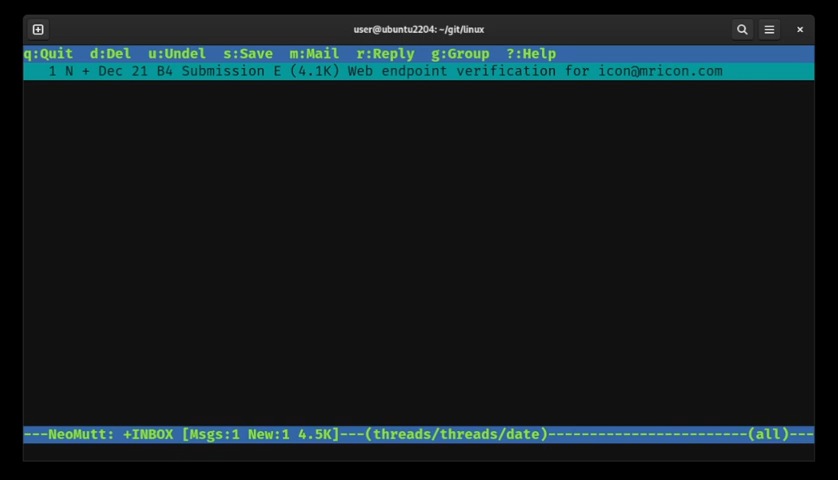 user@ubuntu2204: ~/git/linux
q:Quit d:Del u:Undel s:Save m:Mail r:Reply g:Group ?:Help
1 N + Dec 21 B4 Submission E (4.1K) Web endpoint verification for icon@mricon.com
---NeoMutt: +INBOX [Msgs:1 New:1 4.5K]---(threads/threads/date)------------------------(all)---